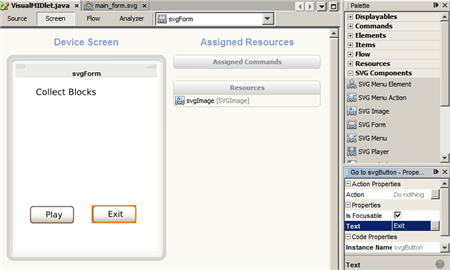 VisualMIDlet.java
main_form.svg
Source Screen Flow Analyzer svgForm
Device Screen
svgForm
Collect Blocks
Play Exit
Assigned Resources
Assigned Commands
Resources
svgImage [SVGImage]
Palette
Displayables
Commands
Elements
Items
Flow
Resources
SVG Components
SVG Menu Element
SVG Menu Action
SVG Image
SVG Form
SVG Menu
SVG Player
Go to svgButton - Prope...
Action Properties
Action Do nothing
Properties
Is Focusable
Text Exit
Code Properties
Instance Name svgButton
Text